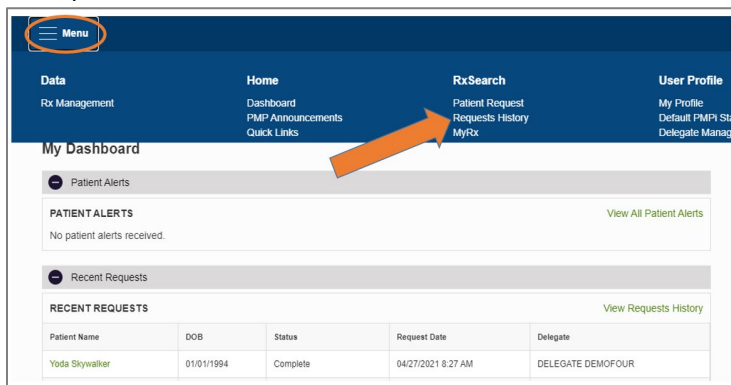 Menu
Data
Rx Management
Home
Dashboard
PMP Announcements
Quick Links
RxSearch
Patient Request
Requests History
MyRx
User Profile
My Profile
Default PMPi
Delegate
My Dashboard
Patient Alerts
PATIENT ALERTS
View All Patient Alerts
No patient alerts received.
Recent Requests
RECENT REQUESTS
View Requests History
Patient Name DOB Status Request Date Delegate
Yoda Skywalker 01/01/1994 Complete 04/27/2021 8:27 AM DELEGATE DEMOFOUR